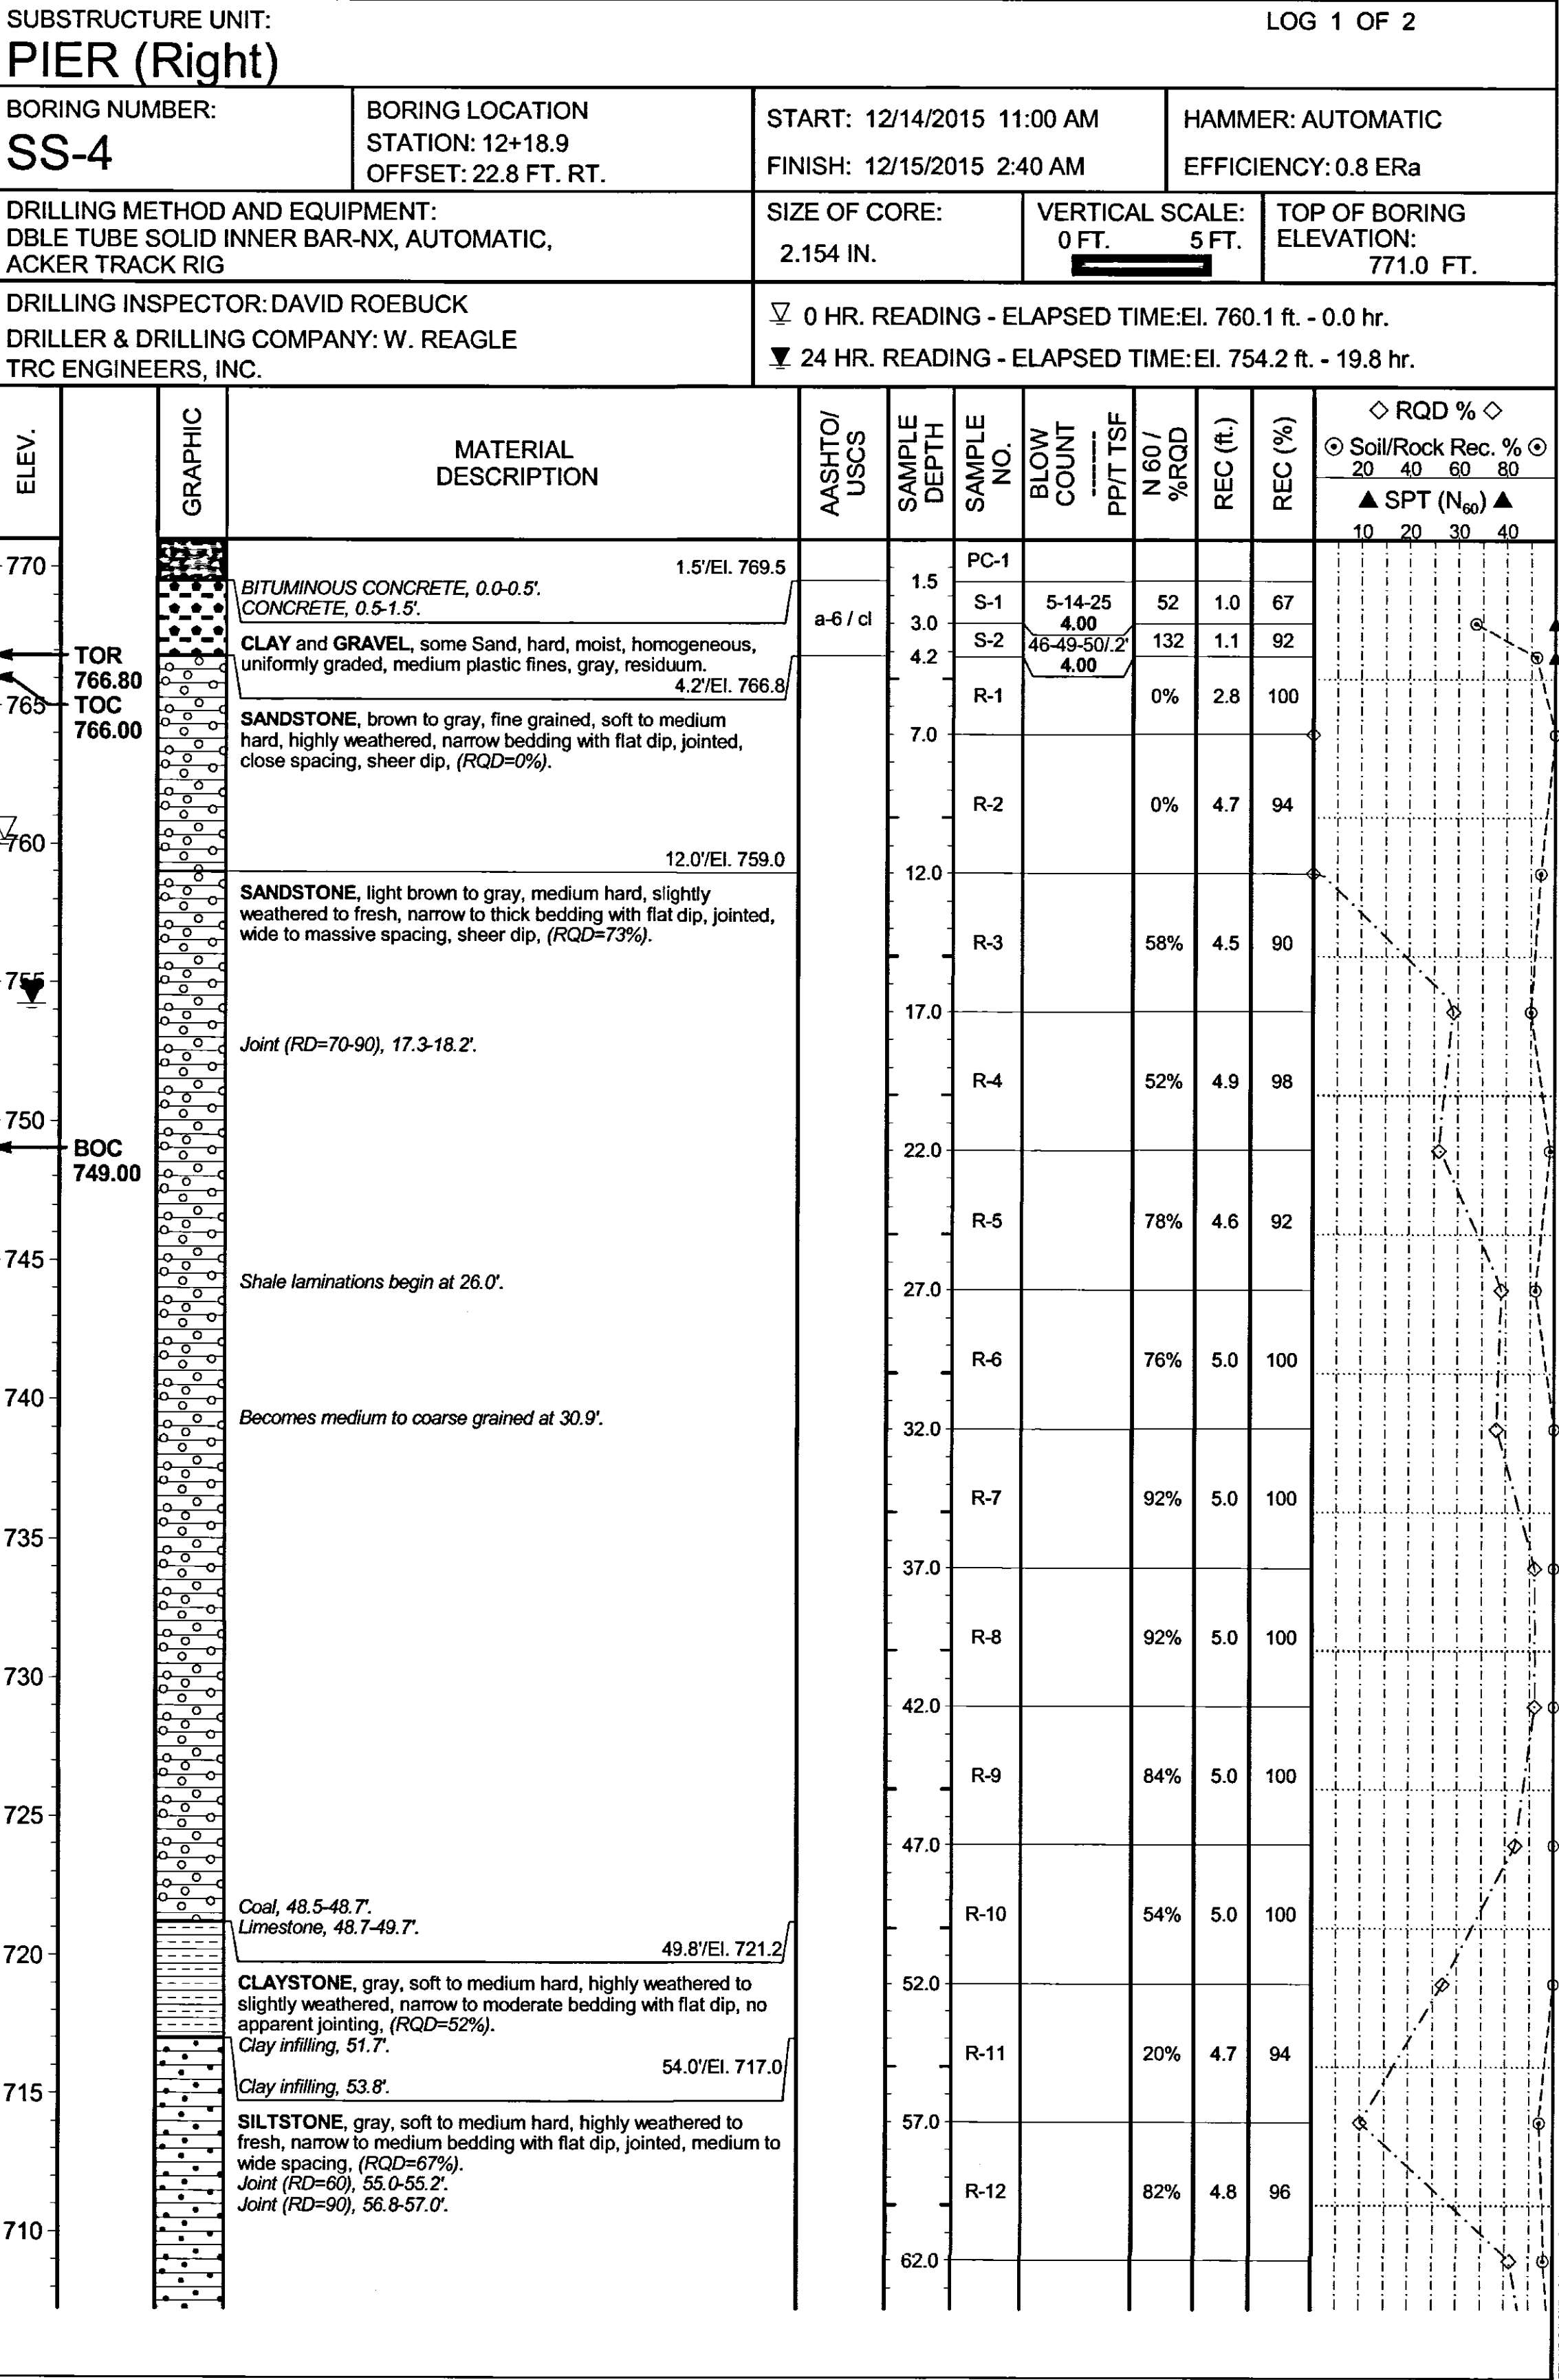 SUBSTRUCTURE UNIT:
PIER (Right)
LOG 1 OF 2
BORING NUMBER:
SS-4
BORING LOCATION
STATION: 12+18.9
OFFSET: 22.8 FT. RT.
START: 12/14/2015 11:00 AM
FINISH: 12/15/2015 2:40 AM
HAMMER: AUTOMATIC
EFFICIENCY: 0.8 ERa
DRILLING METHOD AND EQUIPMENT:
DBLE TUBE SOLID INNER BAR-NX, AUTOMATIC,
ACKER TRACK RIG
SIZE OF CORE:
2.154 IN.
VERTICAL SCALE:
0 FT. 5 FT.
TOP OF BORING
ELEVATION:
771.0 FT.
DRILLING INSPECTOR: DAVID ROEBUCK
DRILLER & DRILLING COMPANY: W. REAGLE
TRC ENGINEERS, INC.
0 HR. READING - ELAPSED TIME:El. 760.1 ft. - 0.0 hr.
24 HR. READING - ELAPSED TIME: El. 754.2 ft. - 19.8 hr.
ELEV.
GRAPHIC
MATERIAL
DESCRIPTION
AASHTO/
USCS
SAMPLE
DEPTH
SAMPLE
NO.
BLOW
COUNT
--------
PP/T TSF
N 60 /
%RQD
REC (ft.)
REC (%)
◇ RQD % ◇
⊙ Soil/Rock Rec. % ⊙
20 40 60 80
▲ SPT (N60) ▲
10 20 30 40
770
1.5'/El. 769.5
PC-1
1.5
BITUMINOUS CONCRETE, 0.0-0.5'.
CONCRETE, 0.5-1.5'.
a-6 / cl
S-1 5-14-25 52 1.0 67
3.0 4.00
CLAY and GRAVEL, some Sand, hard, moist, homogeneous,
uniformly graded, medium plastic fines, gray, residuum.
4.2'/El. 766.8
S-2 46-49-50/.2' 132 1.1 92
4.2 4.00
TOR
766.80
765
TOC
766.00
R-1 0% 2.8 100
SANDSTONE, brown to gray, fine grained, soft to medium
hard, highly weathered, narrow bedding with flat dip, jointed,
close spacing, sheer dip, (RQD=0%).
7.0
R-2 0% 4.7 94
760
12.0'/El. 759.0
12.0
SANDSTONE, light brown to gray, medium hard, slightly
weathered to fresh, narrow to thick bedding with flat dip, jointed,
wide to massive spacing, sheer dip, (RQD=73%).
R-3 58% 4.5 90
755
17.0
Joint (RD=70-90), 17.3-18.2'.
R-4 52% 4.9 98
750
BOC
749.00
22.0
R-5 78% 4.6 92
745
Shale laminations begin at 26.0'.
27.0
R-6 76% 5.0 100
740
Becomes medium to coarse grained at 30.9'.
32.0
R-7 92% 5.0 100
735
37.0
R-8 92% 5.0 100
730
42.0
R-9 84% 5.0 100
725
47.0
Coal, 48.5-48.7'.
Limestone, 48.7-49.7'.
R-10 54% 5.0 100
720
49.8'/El. 721.2
CLAYSTONE, gray, soft to medium hard, highly weathered to
slightly weathered, narrow to moderate bedding with flat dip, no
apparent jointing, (RQD=52%).
52.0
Clay infilling, 51.7'.
54.0'/El. 717.0
R-11 20% 4.7 94
715
Clay infilling, 53.8'.
SILTSTONE, gray, soft to medium hard, highly weathered to
fresh, narrow to medium bedding with flat dip, jointed, medium to
wide spacing, (RQD=67%).
57.0
Joint (RD=60), 55.0-55.2'.
Joint (RD=90), 56.8-57.0'.
R-12 82% 4.8 96
710
62.0